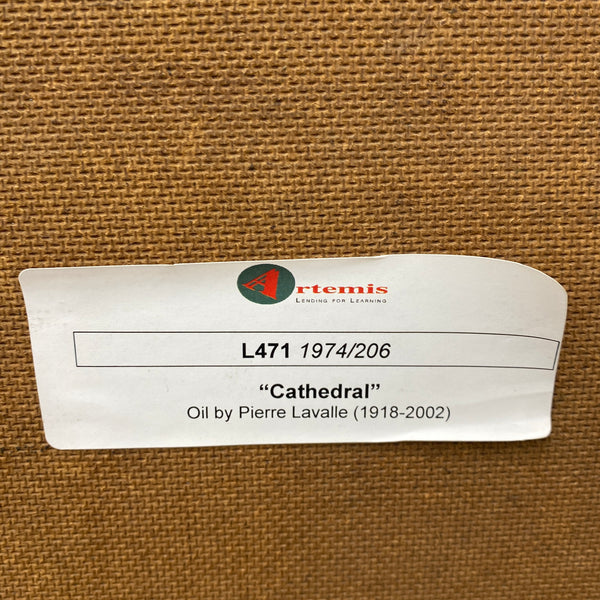 Artemis
LENDING FOR LEARNING
L471 1974/206
“Cathedral”
Oil by Pierre Lavalle (1918-2002)